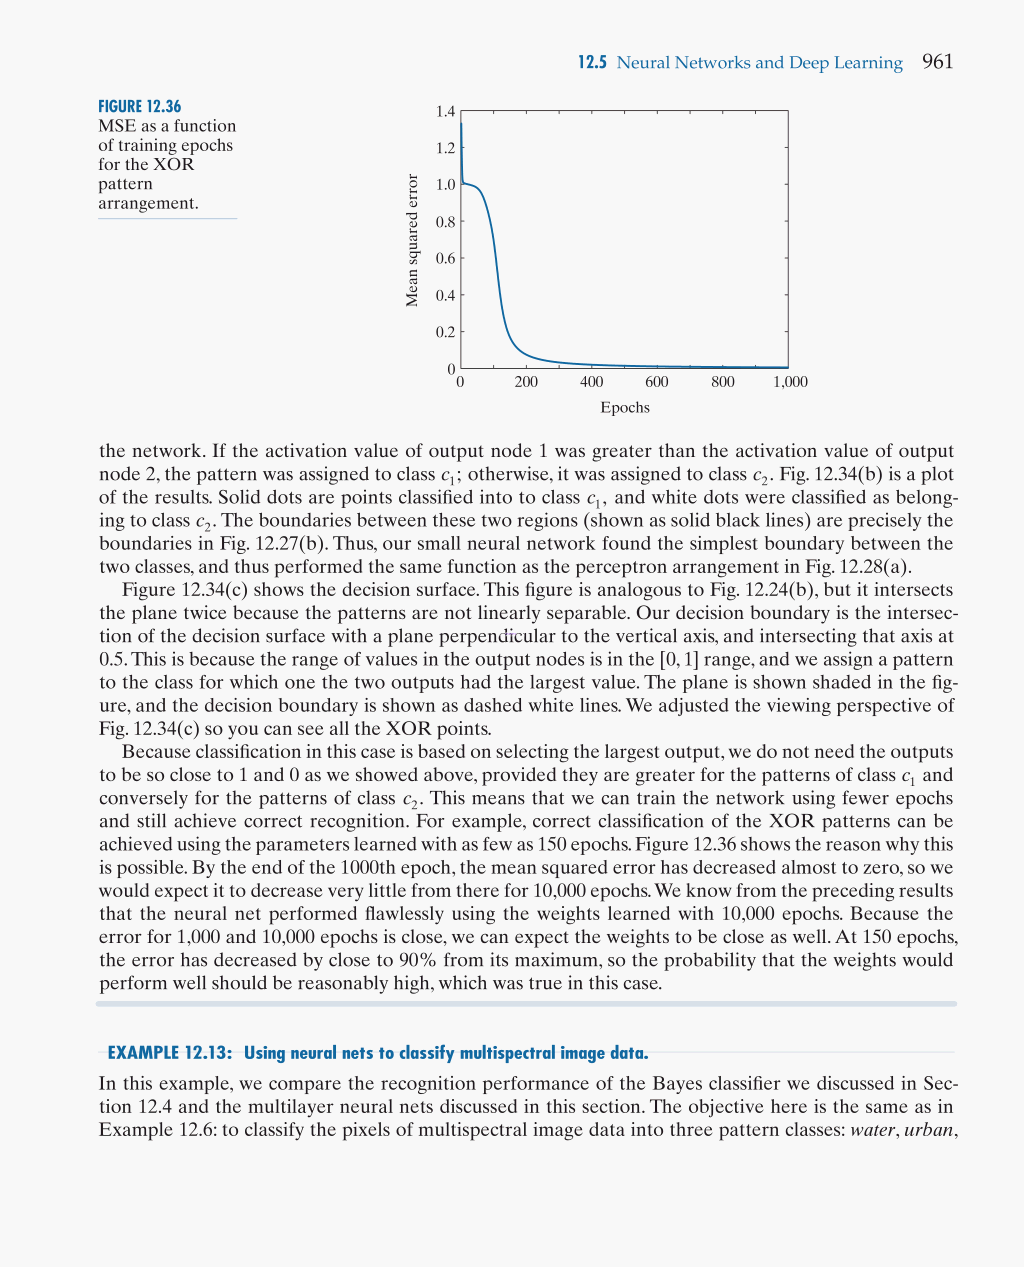 12.5 Neural Networks and Deep Learning 961
FIGURE 12.36
MSE as a function
of training epochs
for the XOR
pattern
arrangement.
1.4
1.2
1.0
0.8
0.6
0.4
0.2
0
Mean squared error
0 200 400 600 800 1,000
Epochs
the network. If the activation value of output node 1 was greater than the activation value of output
node 2, the pattern was assigned to class c₁; otherwise, it was assigned to class c₂. Fig. 12.34(b) is a plot
of the results. Solid dots are points classified into to class c₁, and white dots were classified as belong-
ing to class c₂. The boundaries between these two regions (shown as solid black lines) are precisely the
boundaries in Fig. 12.27(b). Thus, our small neural network found the simplest boundary between the
two classes, and thus performed the same function as the perceptron arrangement in Fig. 12.28(a).
Figure 12.34(c) shows the decision surface. This figure is analogous to Fig. 12.24(b), but it intersects
the plane twice because the patterns are not linearly separable. Our decision boundary is the intersec-
tion of the decision surface with a plane perpendicular to the vertical axis, and intersecting that axis at
0.5. This is because the range of values in the output nodes is in the [0, 1] range, and we assign a pattern
to the class for which one the two outputs had the largest value. The plane is shown shaded in the fig-
ure, and the decision boundary is shown as dashed white lines. We adjusted the viewing perspective of
Fig. 12.34(c) so you can see all the XOR points.
Because classification in this case is based on selecting the largest output, we do not need the outputs
to be so close to 1 and 0 as we showed above, provided they are greater for the patterns of class c₁ and
conversely for the patterns of class c₂. This means that we can train the network using fewer epochs
and still achieve correct recognition. For example, correct classification of the XOR patterns can be
achieved using the parameters learned with as few as 150 epochs. Figure 12.36 shows the reason why this
is possible. By the end of the 1000th epoch, the mean squared error has decreased almost to zero, so we
would expect it to decrease very little from there for 10,000 epochs. We know from the preceding results
that the neural net performed flawlessly using the weights learned with 10,000 epochs. Because the
error for 1,000 and 10,000 epochs is close, we can expect the weights to be close as well. At 150 epochs,
the error has decreased by close to 90% from its maximum, so the probability that the weights would
perform well should be reasonably high, which was true in this case.
EXAMPLE 12.13: Using neural nets to classify multispectral image data.
In this example, we compare the recognition performance of the Bayes classifier we discussed in Sec-
tion 12.4 and the multilayer neural nets discussed in this section. The objective here is the same as in
Example 12.6: to classify the pixels of multispectral image data into three pattern classes: water, urban,